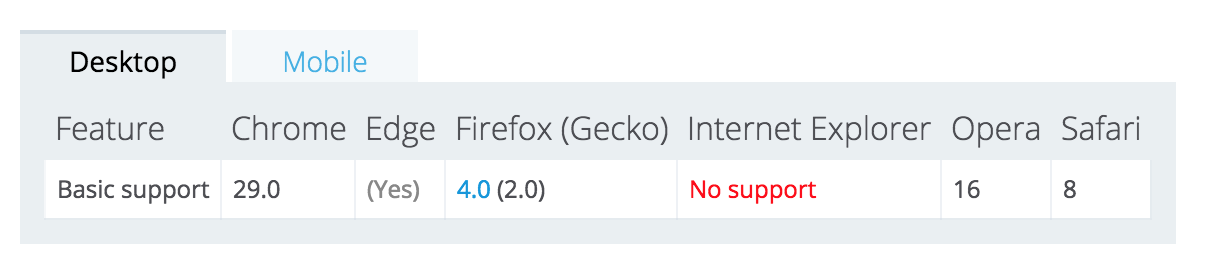 Desktop Mobile
Feature Chrome Edge Firefox (Gecko) Internet Explorer Opera Safari
Basic support 29.0 (Yes) 4.0 (2.0) No support 16 8